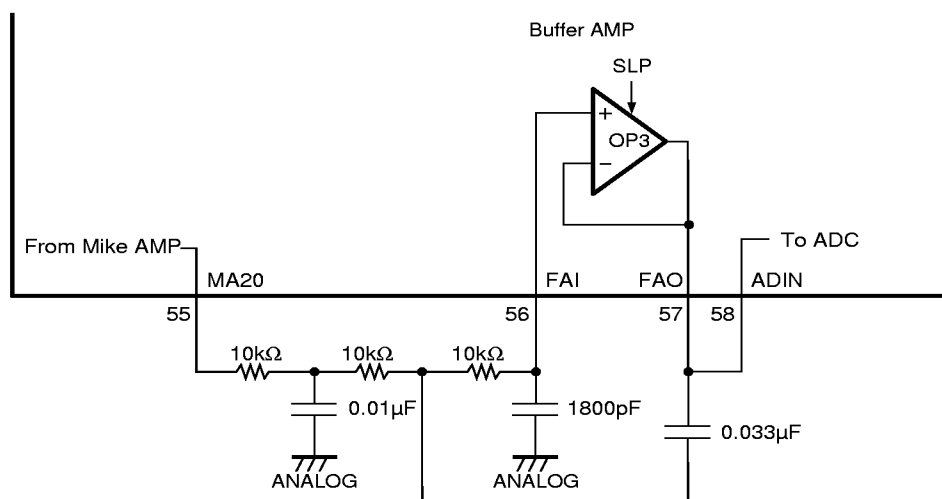 Buffer AMP
SLP
+
OP3
−
From Mike AMP
To ADC
MA20
FAI
FAO
ADIN
55
56
57
58
10kΩ
10kΩ
10kΩ
0.01µF
1800pF
0.033µF
ANALOG
ANALOG